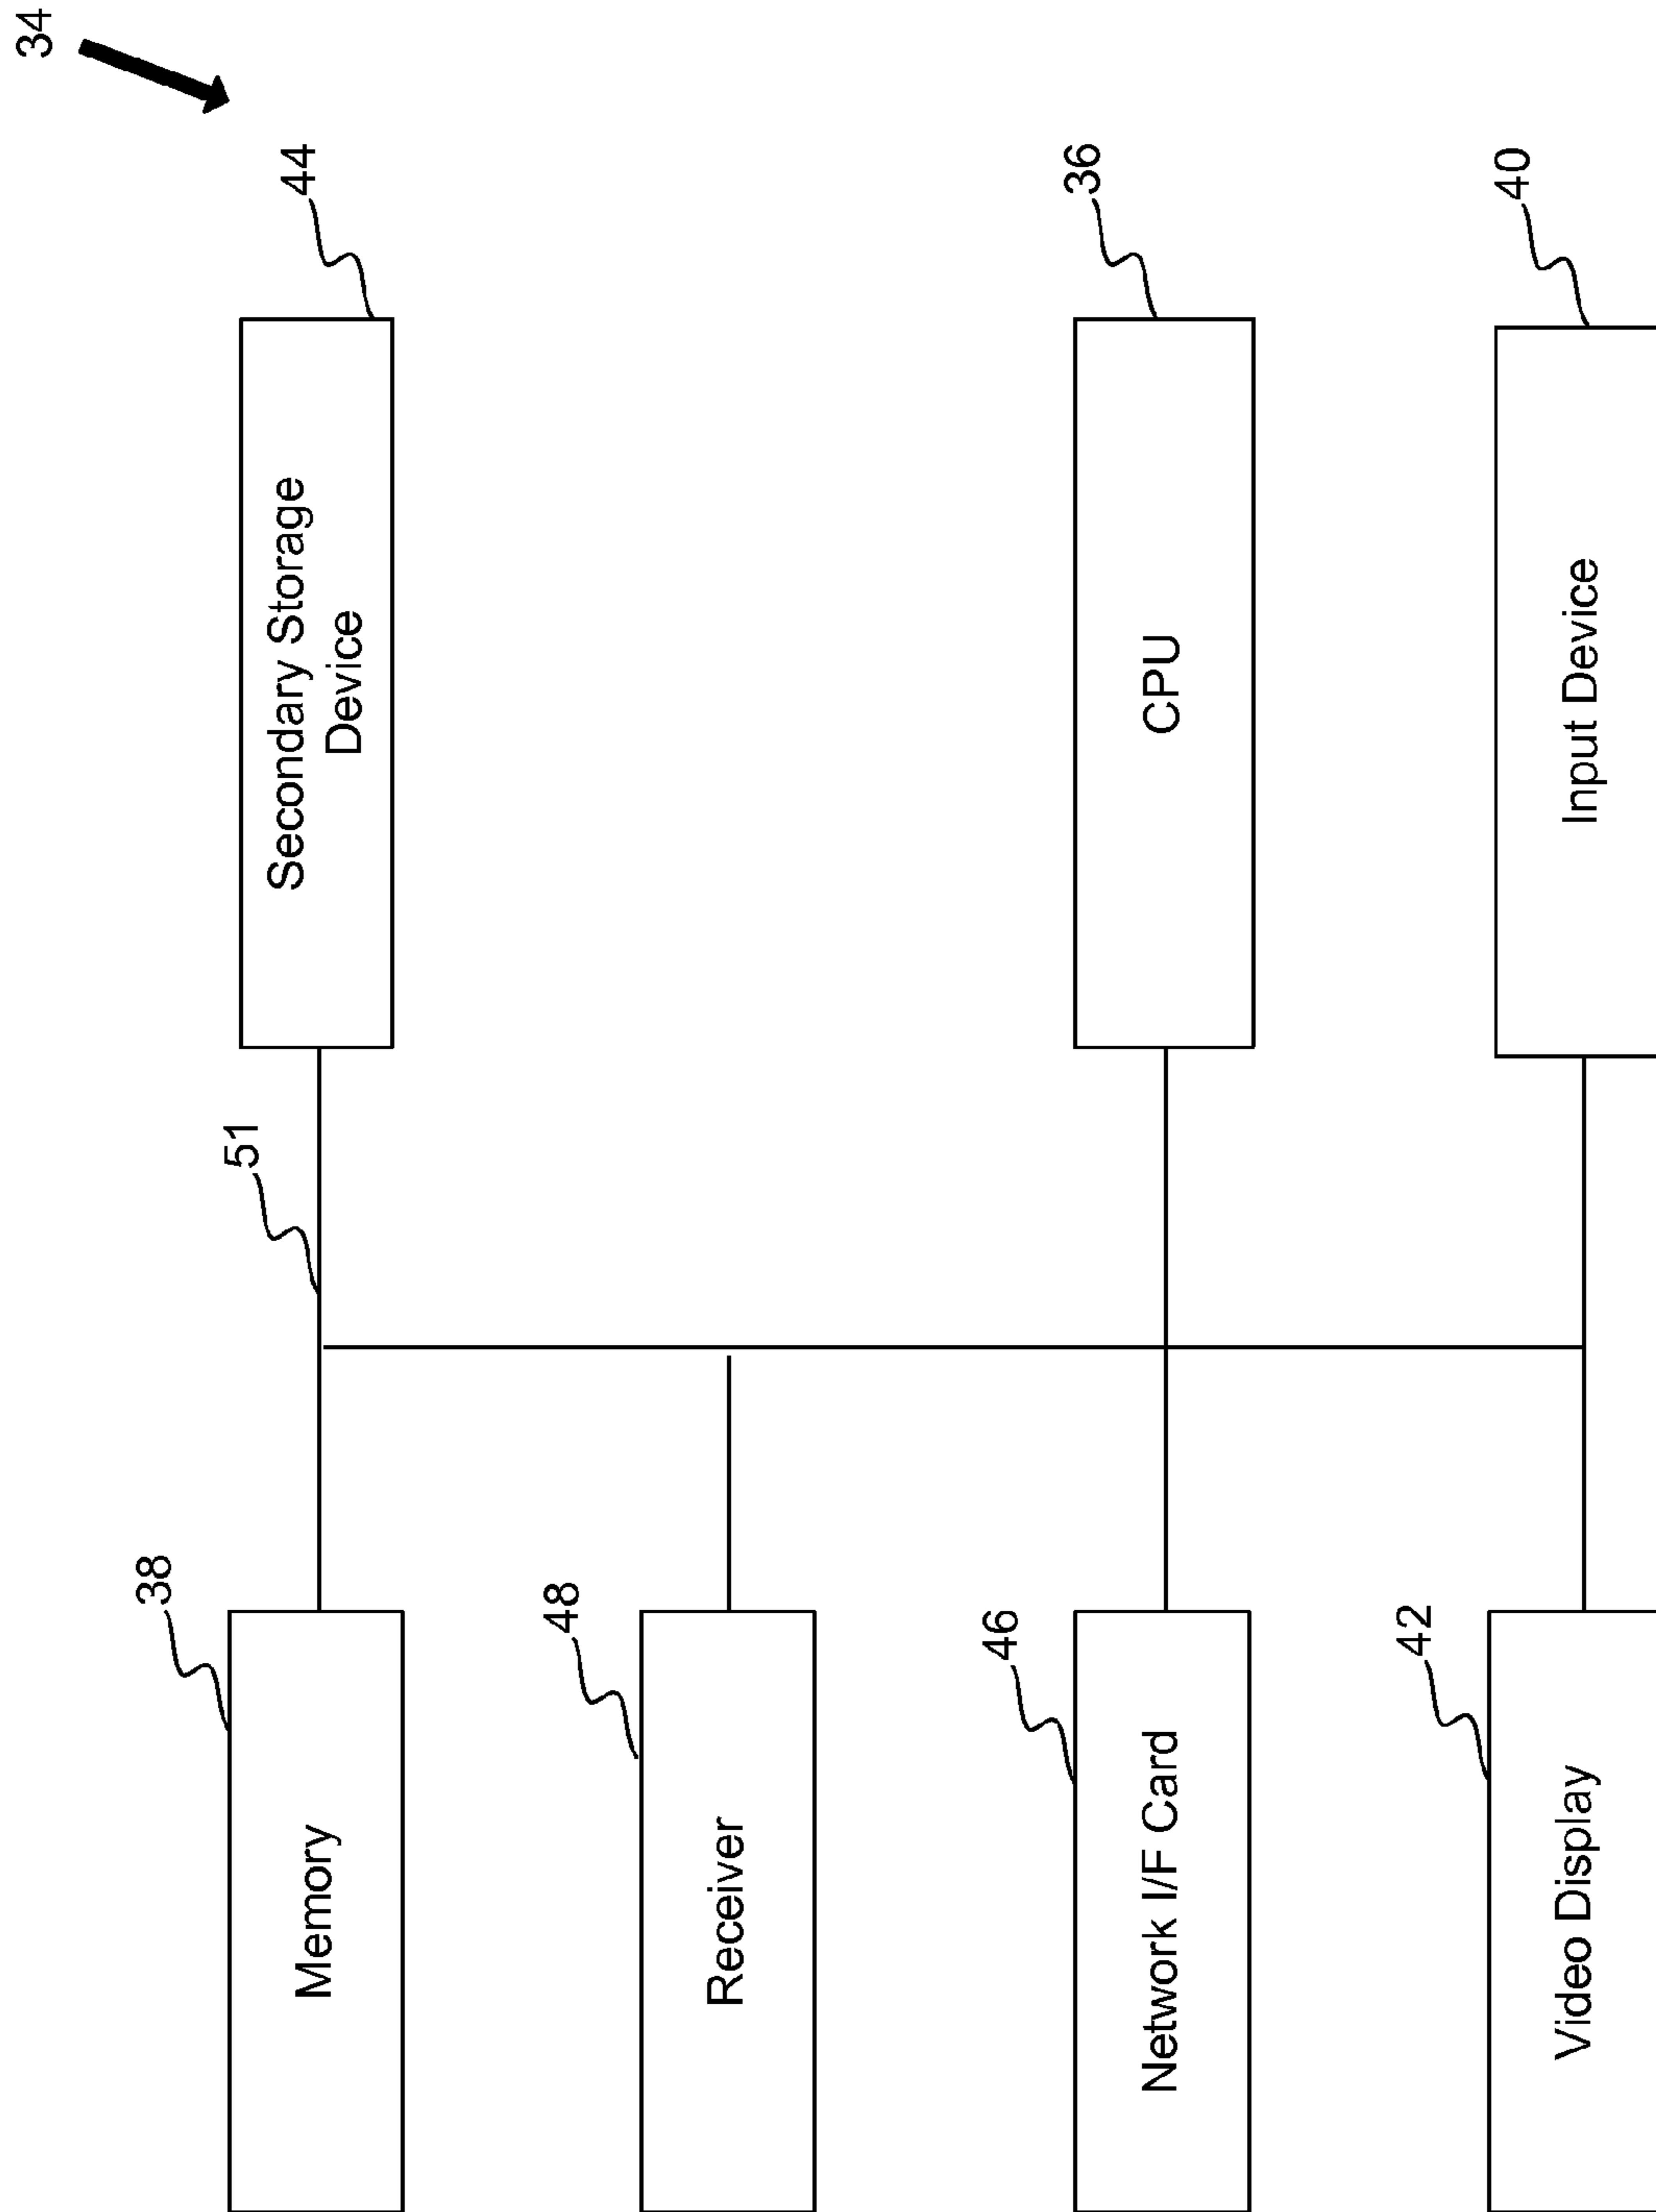 34
38
51
44
Memory
Secondary Storage
Device
48
Receiver
46
36
Network I/F Card
CPU
42
40
Video Display
Input Device